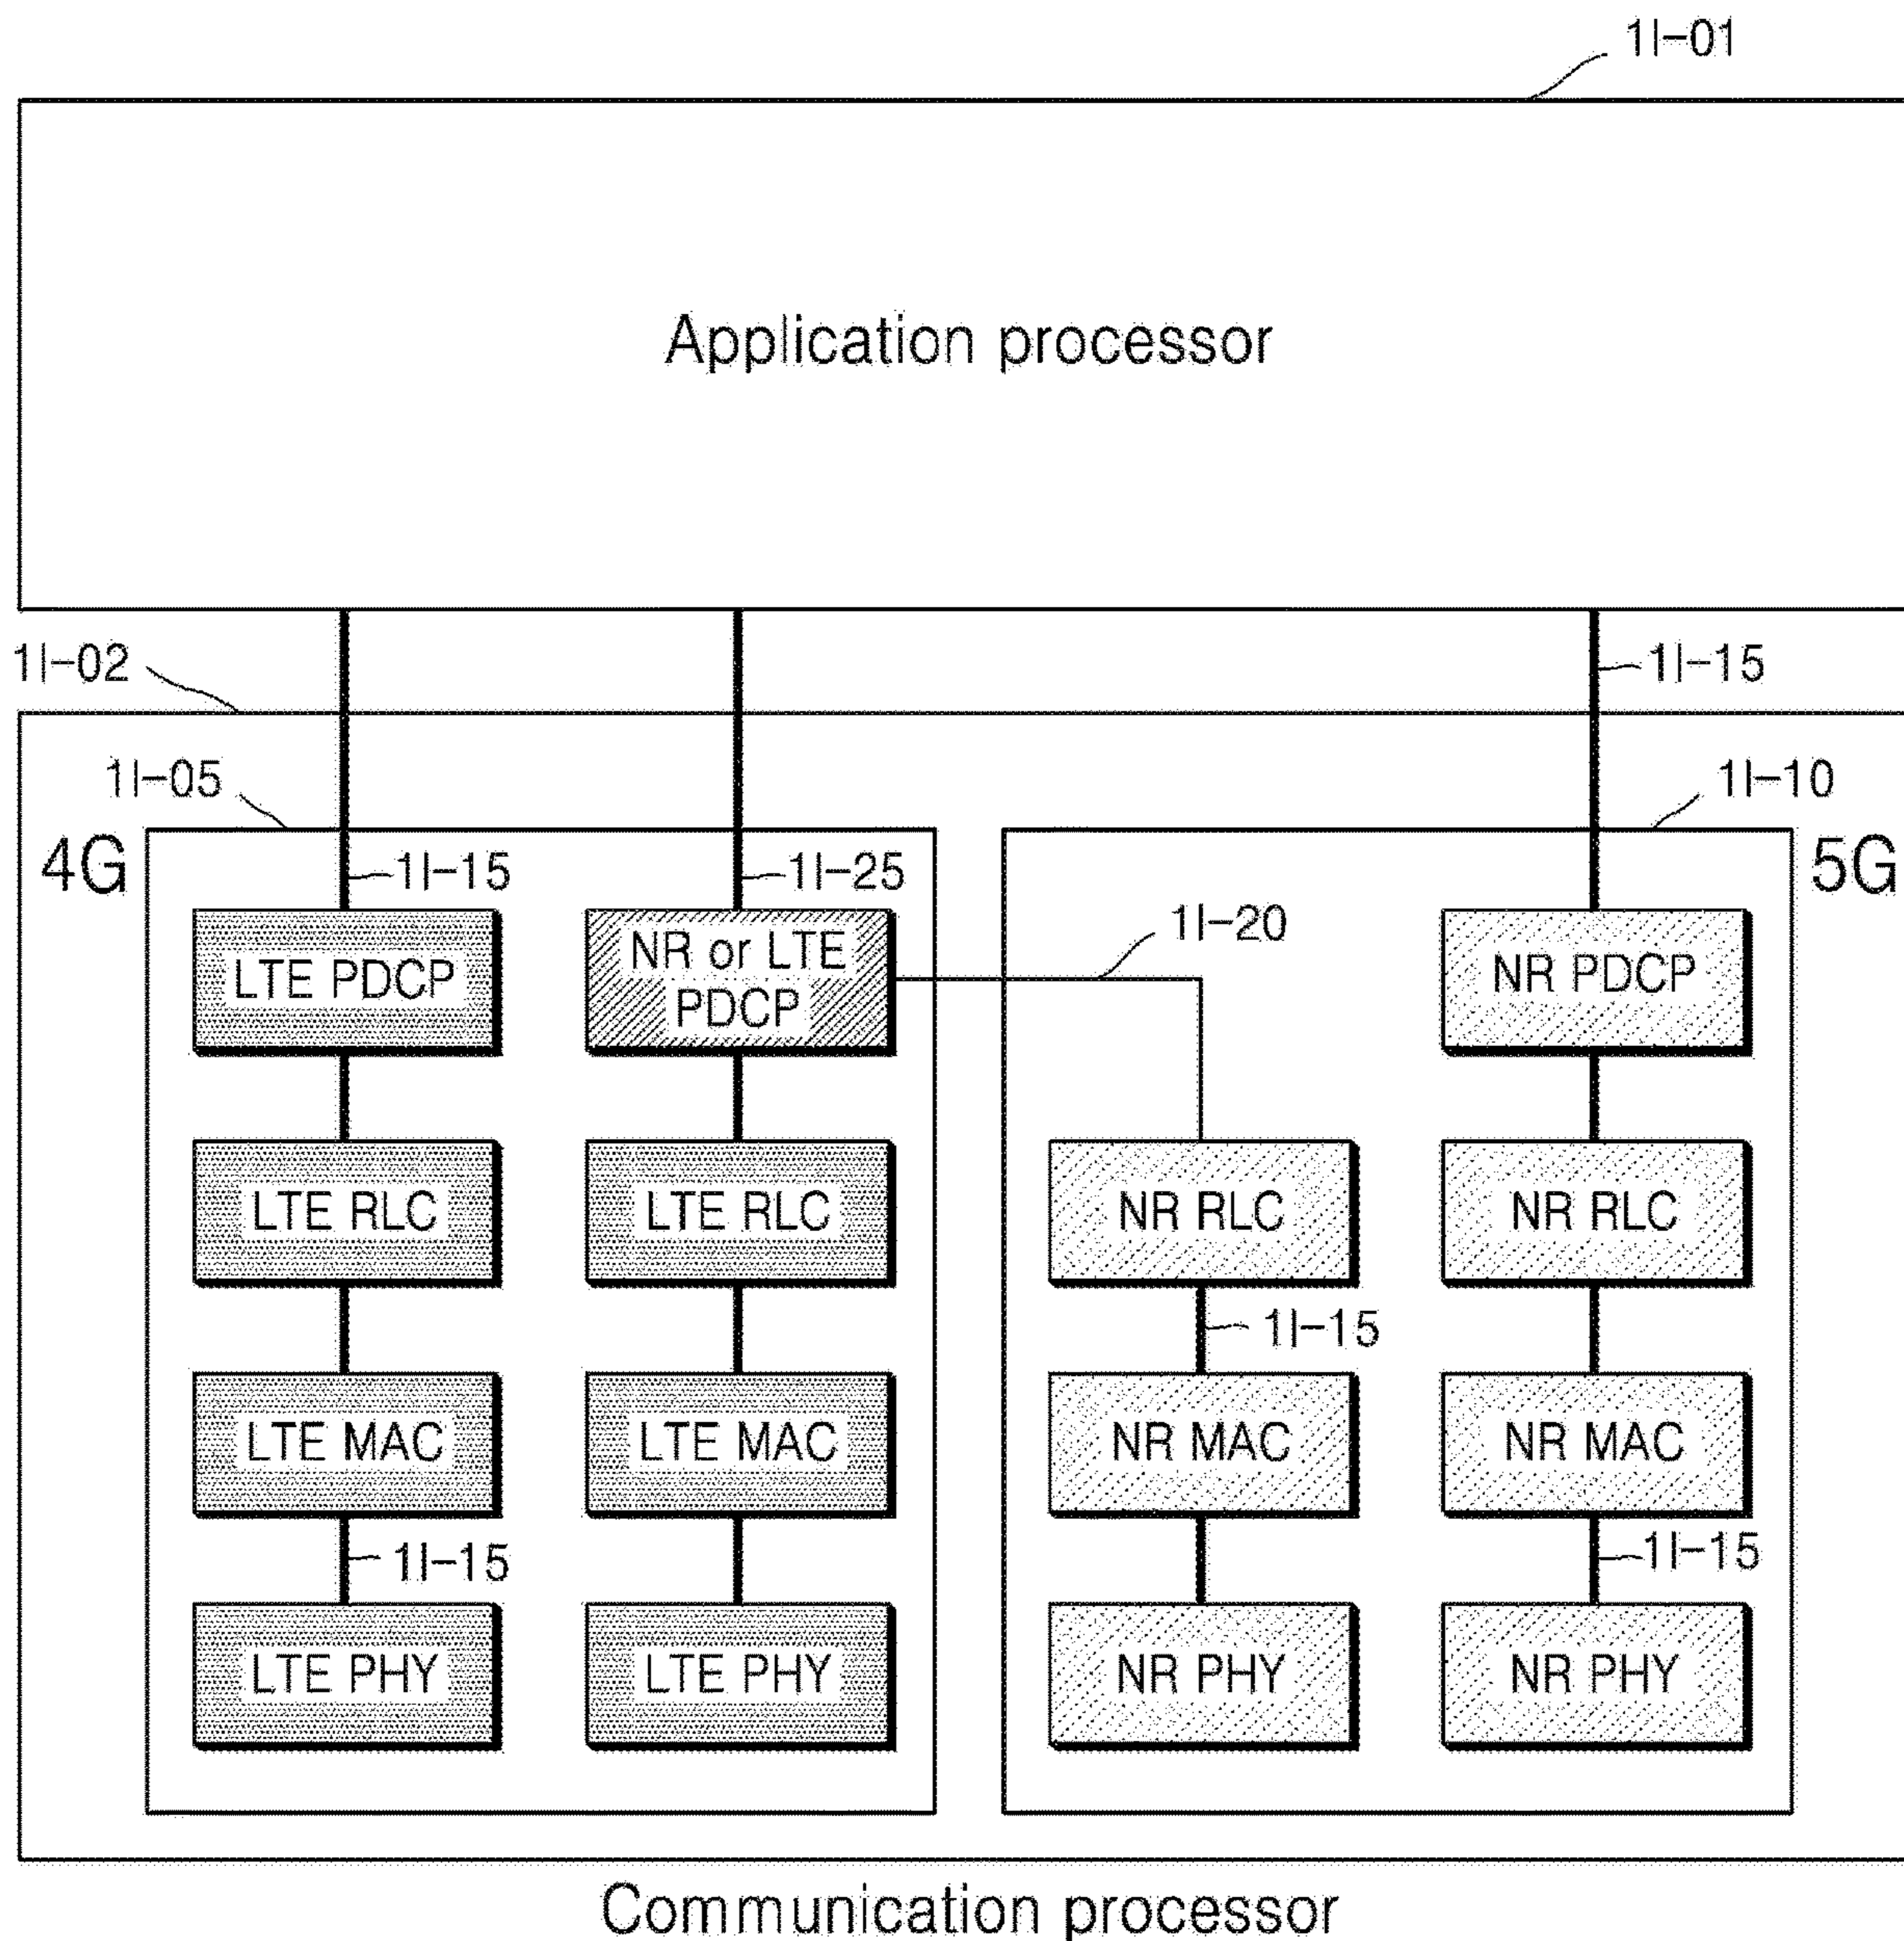 1l-01
Application processor
1l-02
1l-15
1l-05
1l-10
4G
5G
1l-15
1l-25
1l-20
LTE PDCP
NR or LTE
PDCP
NR PDCP
LTE RLC
LTE RLC
NR RLC
NR RLC
1l-15
LTE MAC
LTE MAC
NR MAC
NR MAC
1l-15
1l-15
LTE PHY
LTE PHY
NR PHY
NR PHY
Communication processor